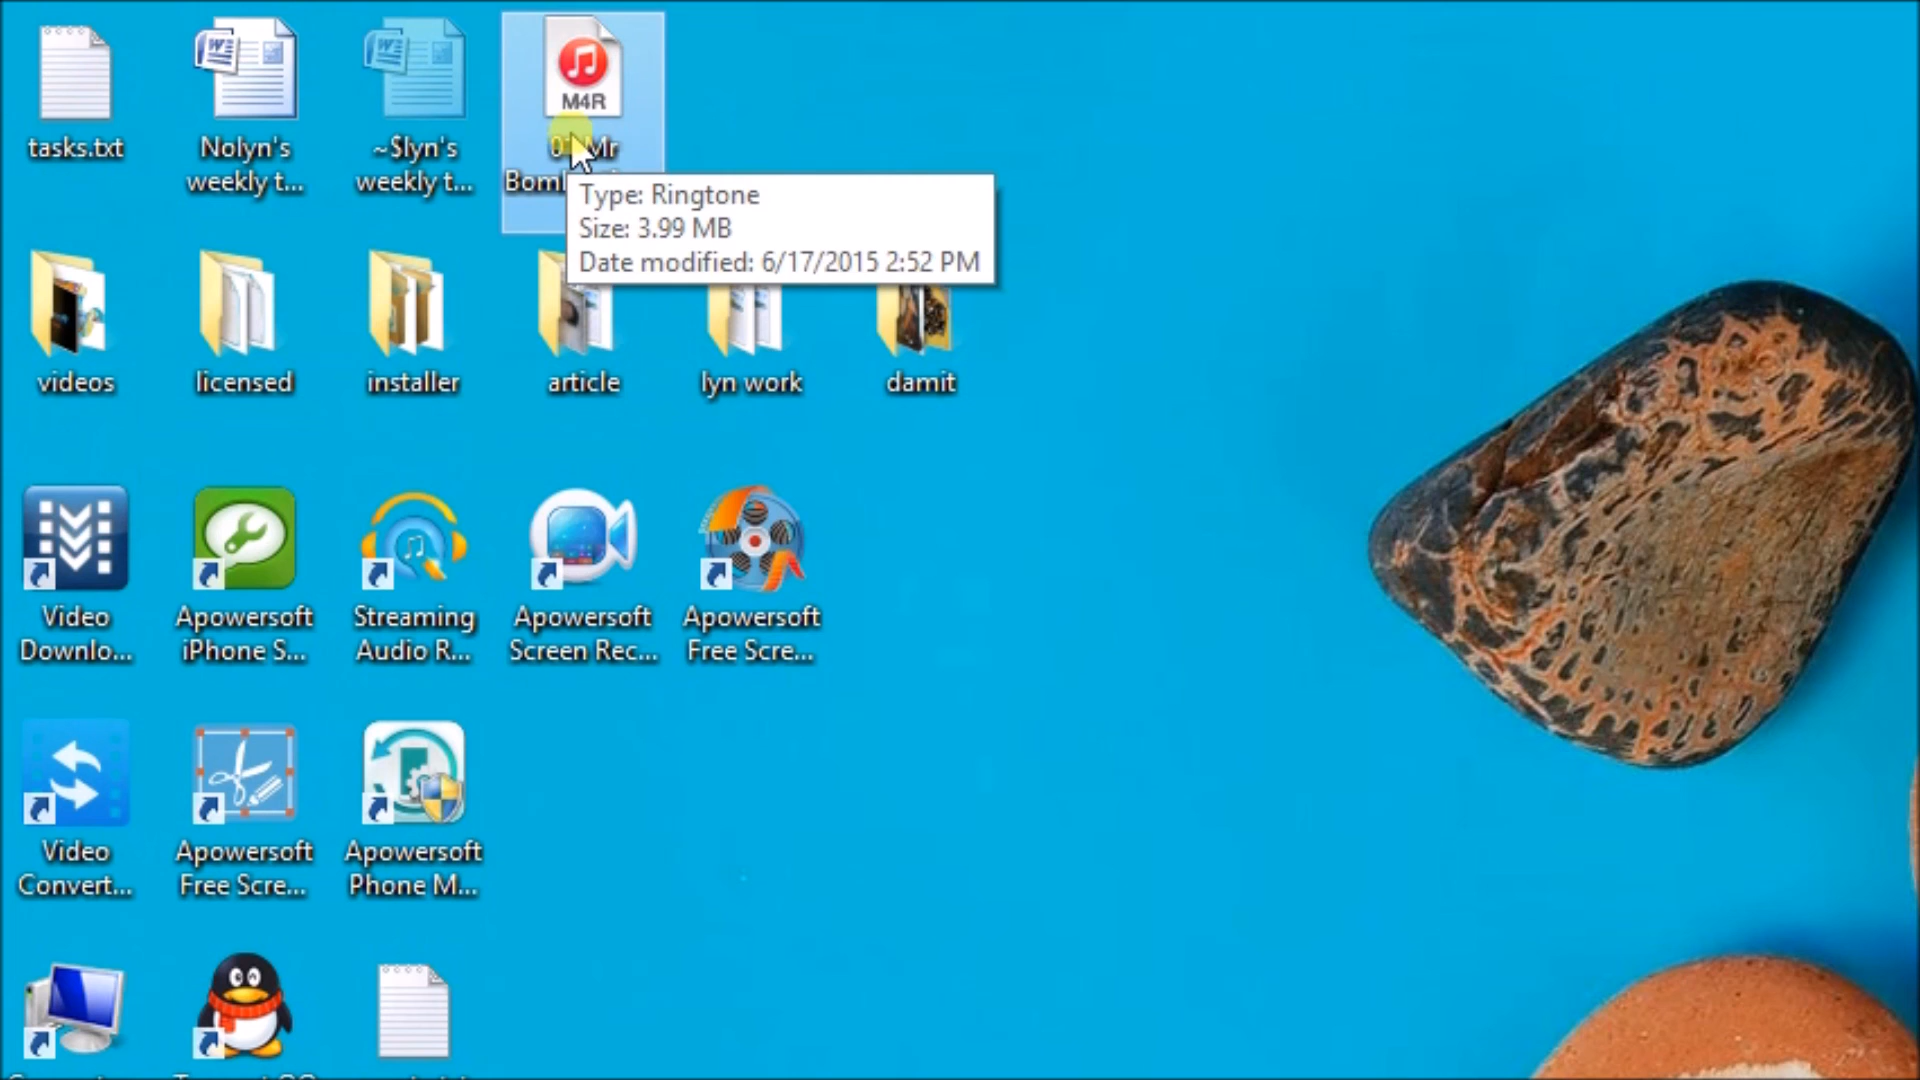 tasks.txt
Nolyn's
weekly t...
~$lyn's
weekly t...
M4R
Mr
Type: Ringtone
Size: 3.99 MB
Date modified: 6/17/2015 2:52 PM
videos
licensed
installer
article
lyn work
damit
Video
Downlo...
Apowersoft
iPhone S...
Streaming
Audio R...
Apowersoft
Screen Rec...
Apowersoft
Free Scre...
Video
Convert...
Apowersoft
Free Scre...
Apowersoft
Phone M...